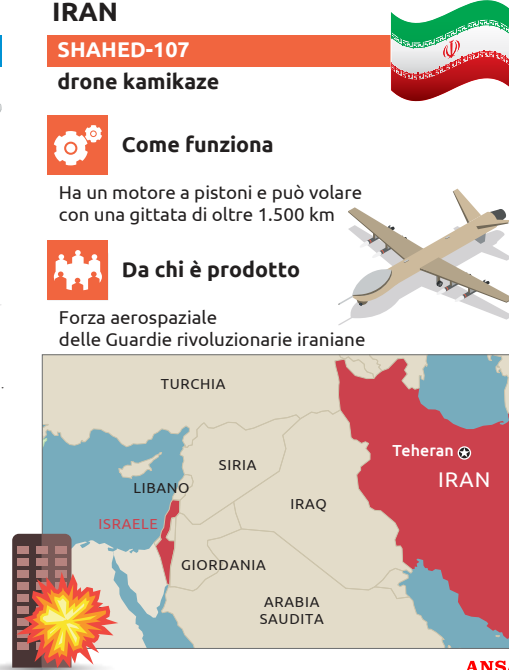 IRAN
SHAHED-107
drone kamikaze
Come funziona
Ha un motore a pistoni e può volare
con una gittata di oltre 1.500 km
Da chi è prodotto
Forza aerospaziale
delle Guardie rivoluzionarie iraniane
TURCHIA
Teheran
SIRIA
IRAN
LIBANO
IRAQ
ISRAELE
GIORDANIA
ARABIA
SAUDITA
ANS